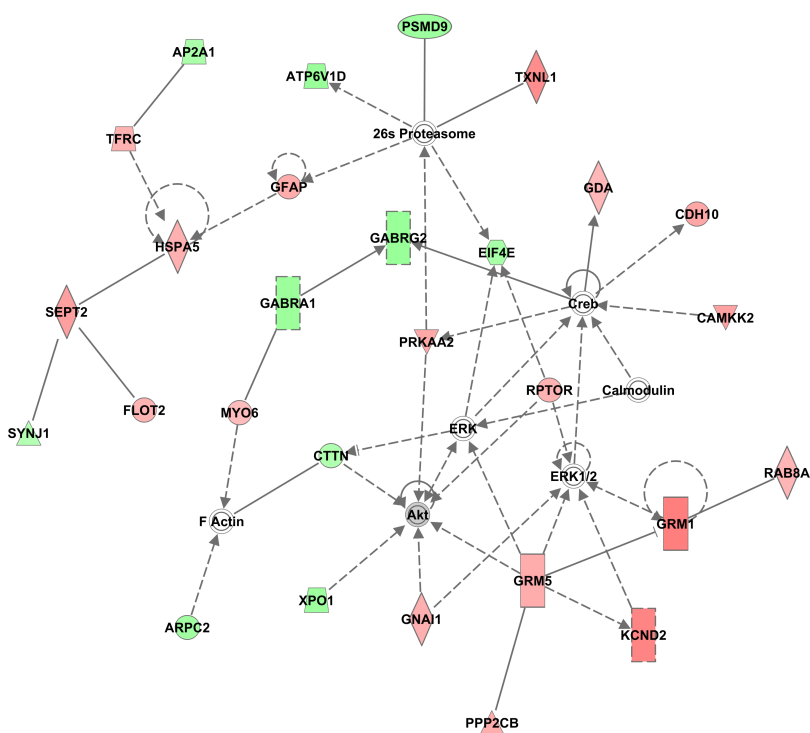 PSMD9
AP2A1
ATP6V1D
TXNL1
26s Proteasome
TFRC
GFAP
GDA
CDH10
GABRG2
HSPA5
EIF4E
GABRA1
Creb
SEPT2
CAMKK2
PRKAA2
RPTOR
Calmodulin
FLOT2
MYO6
SYNJ1
ERK
CTTN
RAB8A
ERK1/2
F Actin
Akt
GRM1
GRM5
XPO1
GNAI1
ARPC2
KCND2
PPP2CB